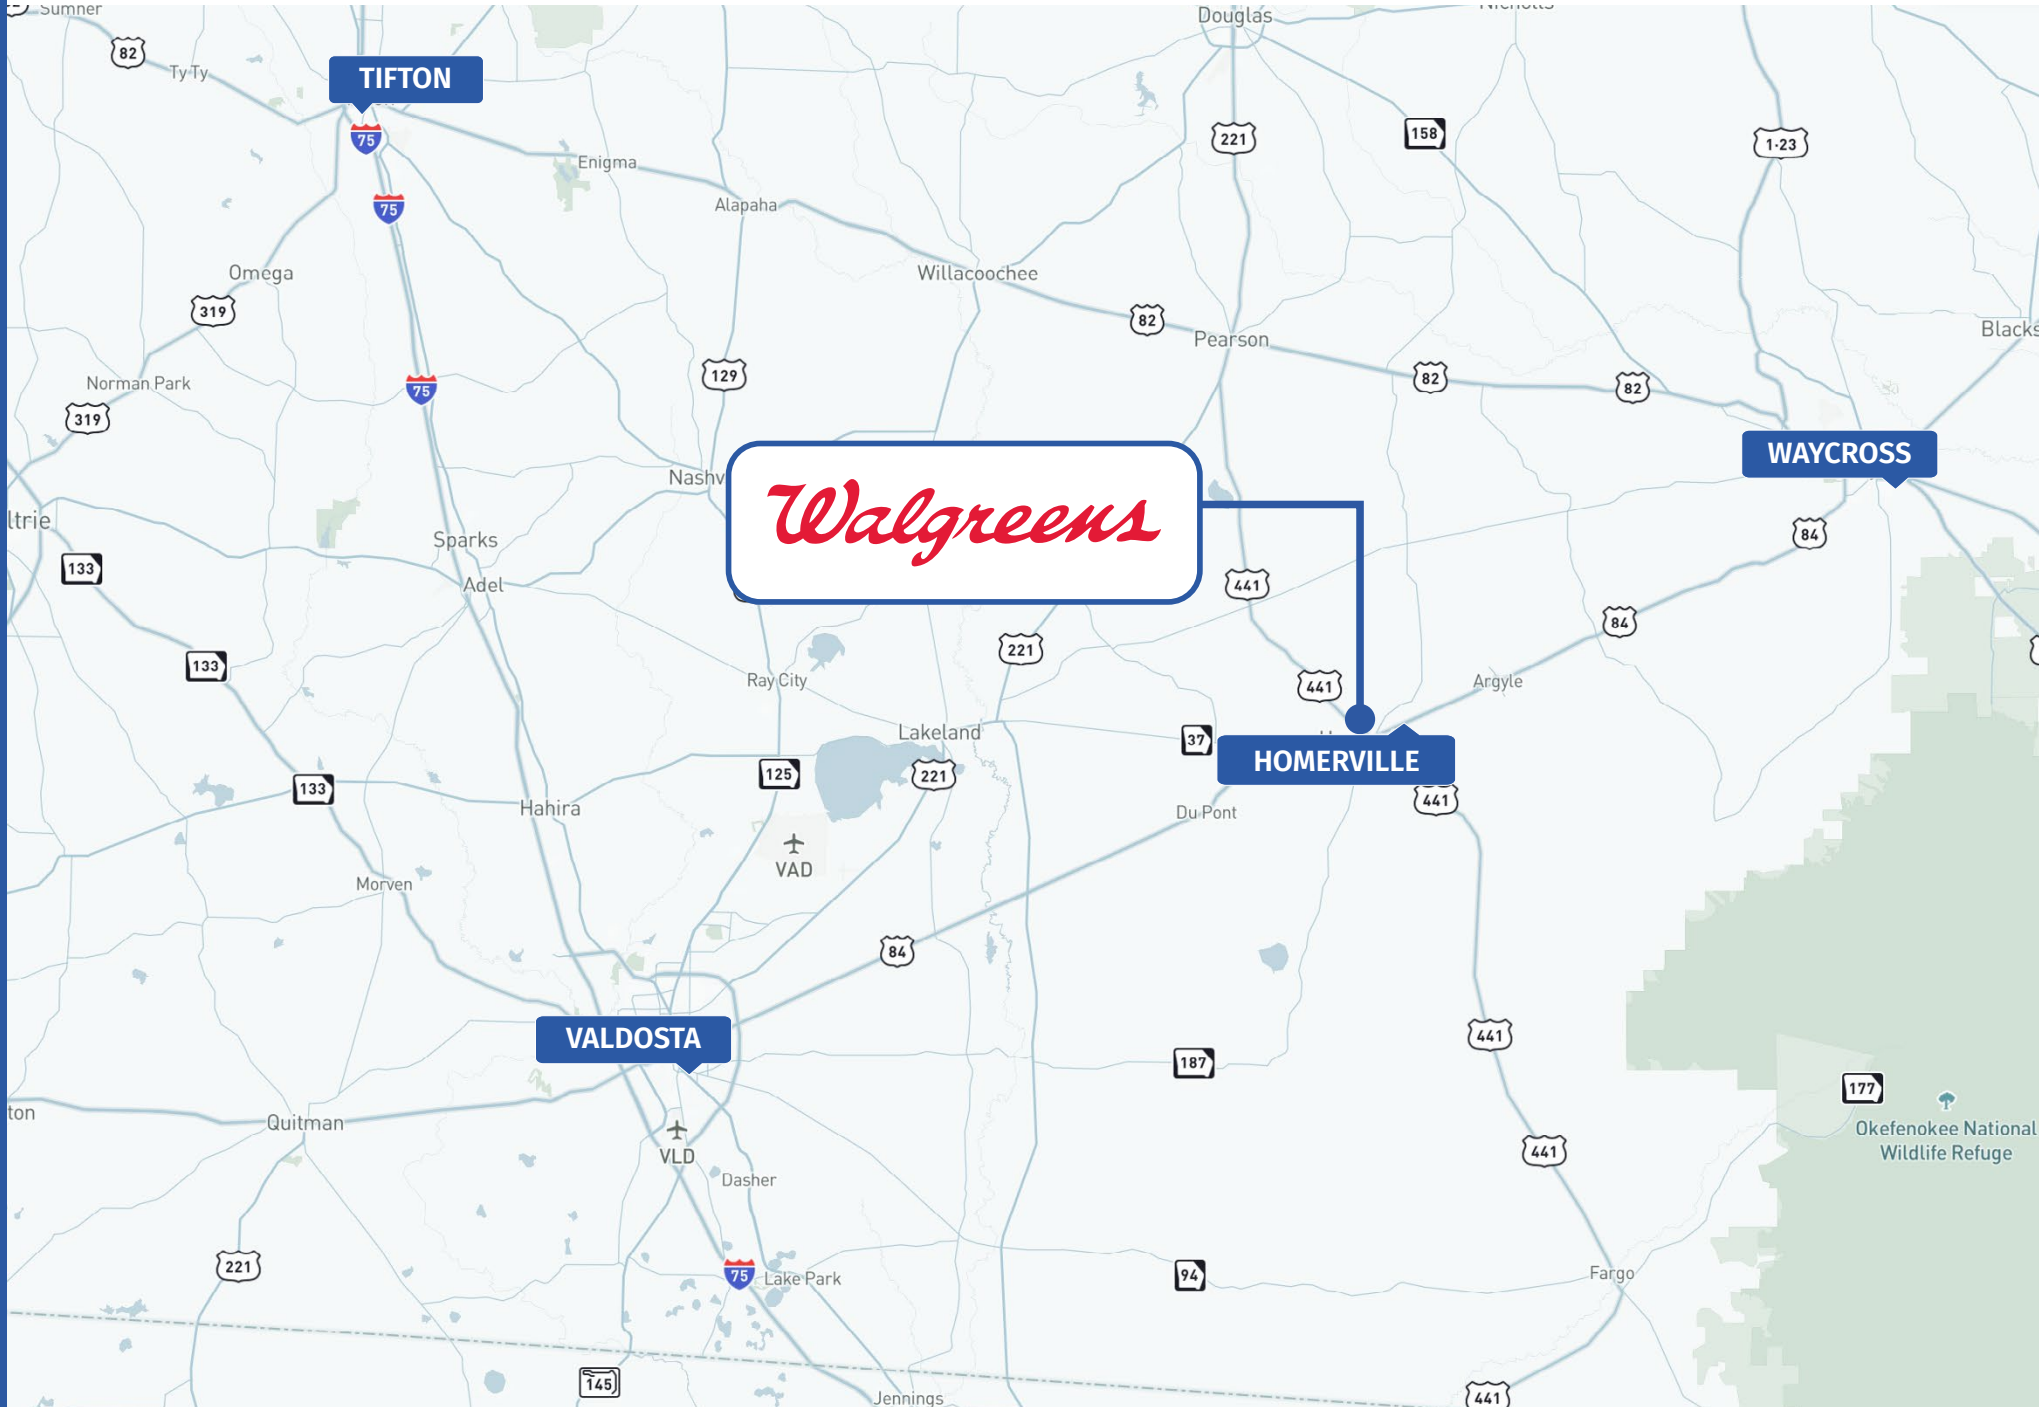 Sumner
Douglas
82
Ty Ty
TIFTON
75
221
158
1-23
Enigma
75
Alapaha
Omega
Willacoochee
319
82
Pearson
Blacks
Norman Park
75
129
82
82
319
WAYCROSS
Nashv
Walgreens
ltrie
Sparks
84
133
Adel
441
84
221
133
Ray City
441
Argyle
Lakeland
37
HOMERVILLE
125
221
133
441
Hahira
Du Pont
VAD
Morven
84
VALDOSTA
441
187
177
ton
Quitman
Okefenokee National
Wildlife Refuge
VLD
441
Dasher
221
75
Lake Park
94
Fargo
145
Jennings
441